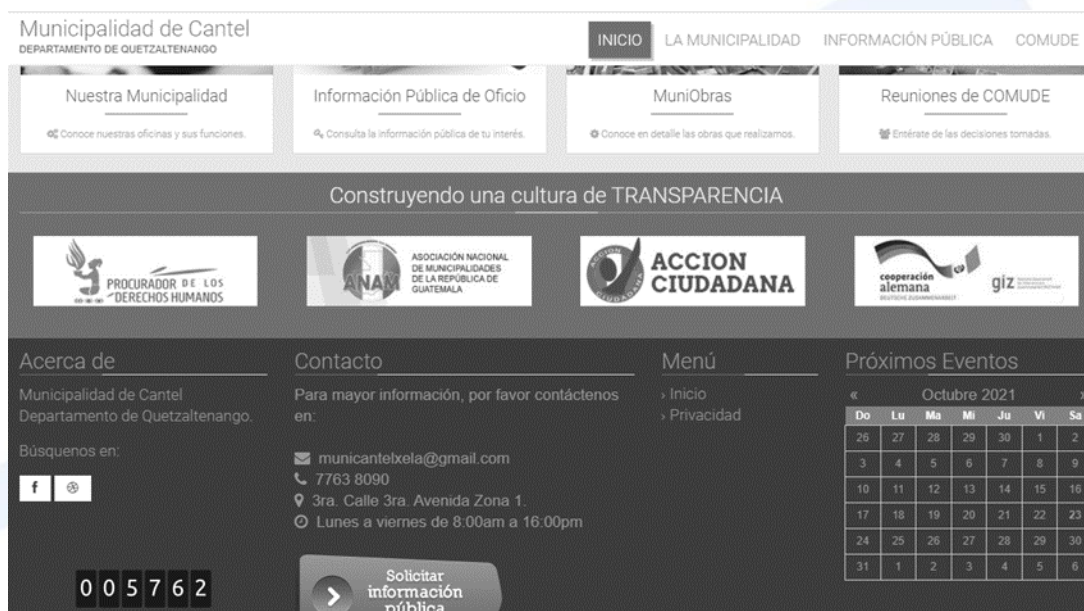 Municipalidad de Cantel
DEPARTAMENTO DE QUETZALTENANGO
INICIO LA MUNICIPALIDAD INFORMACIÓN PÚBLICA COMUDE
Nuestra Municipalidad
Conoce nuestras oficinas y sus funciones.
Información Pública de Oficio
Consulta la información pública de tu interés.
MuniObras
Conoce en detalle las obras que realizamos.
Reuniones de COMUDE
Entérate de las decisiones tomadas.
Construyendo una cultura de TRANSPARENCIA
PROCURADOR DE LOS
DERECHOS HUMANOS
ANAM
ASOCIACIÓN NACIONAL
DE MUNICIPALIDADES
DE LA REPÚBLICA DE
GUATEMALA
ACCION CIUDADANA
ACCION
CIUDADANA
cooperación
alemana
DEUTSCHE ZUSAMMENARBEIT
giz
Acerca de
Municipalidad de Cantel
Departamento de Quetzaltenango.
Búsquenos en:
f
005762
Contacto
Para mayor información, por favor contáctenos
en:
municantelxela@gmail.com
7763 8090
3ra. Calle 3ra. Avenida Zona 1.
Lunes a viernes de 8:00am a 16:00pm
Solicitar
información
pública
Menú
› Inicio
› Privacidad
Próximos Eventos
« Octubre 2021 »
Do Lu Ma Mi Ju Vi Sa
26 27 28 29 30 1 2
3 4 5 6 7 8 9
10 11 12 13 14 15 16
17 18 19 20 21 22 23
24 25 26 27 28 29 30
31 1 2 3 4 5 6